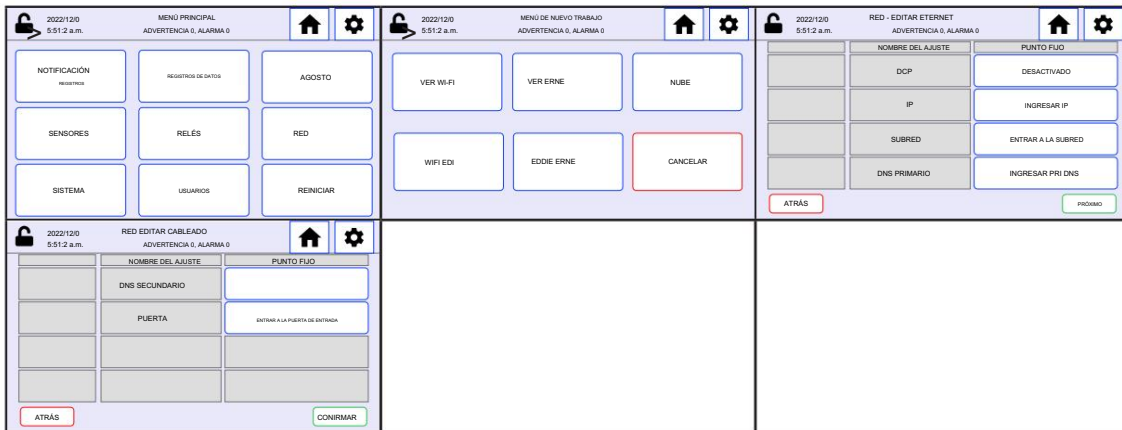 2022/12/0
5:51:2 a.m.
MENÚ PRINCIPAL
ADVERTENCIA 0, ALARMA 0
NOTIFICACIÓN
REGISTROS
REGISTROS DE DATOS
AGOSTO
SENSORES
RELÉS
RED
SISTEMA
USUARIOS
REINICIAR
2022/12/0
5:51:2 a.m.
MENÚ DE NUEVO TRABAJO
ADVERTENCIA 0, ALARMA 0
VER WI-FI
VER ERNE
NUBE
WIFI EDI
EDDIE ERNE
CANCELAR
2022/12/0
5:51:2 a.m.
RED - EDITAR ETERNET
ADVERTENCIA 0, ALARMA 0
NOMBRE DEL AJUSTE
PUNTO FIJO
DCP
DESACTIVADO
IP
INGRESAR IP
SUBRED
ENTRAR A LA SUBRED
DNS PRIMARIO
INGRESAR PRI DNS
ATRÁS
PRÓXIMO
2022/12/0
5:51:2 a.m.
RED EDITAR CABLEADO
ADVERTENCIA 0, ALARMA 0
NOMBRE DEL AJUSTE
PUNTO FIJO
DNS SECUNDARIO
PUERTA
ENTRAR A LA PUERTA DE ENTRADA
ATRÁS
CONIRMAR